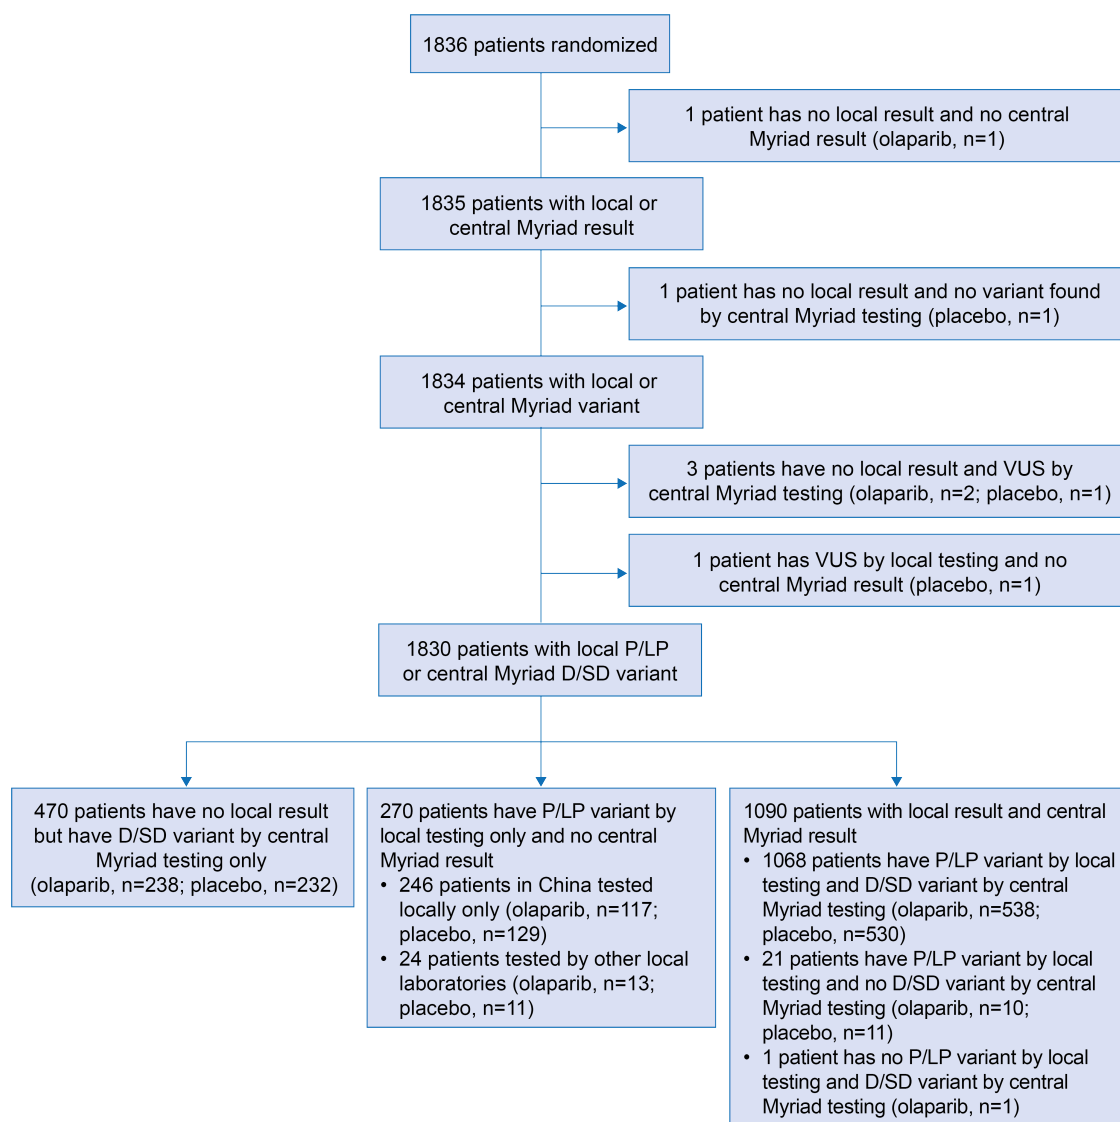 1836 patients randomized
1 patient has no local result and no central
Myriad result (olaparib, n=1)
1835 patients with local or
central Myriad result
1 patient has no local result and no variant found
by central Myriad testing (placebo, n=1)
1834 patients with local or
central Myriad variant
3 patients have no local result and VUS by
central Myriad testing (olaparib, n=2; placebo, n=1)
1 patient has VUS by local testing and no
central Myriad result (placebo, n=1)
1830 patients with local P/LP
or central Myriad D/SD variant
470 patients have no local result
but have D/SD variant by central
Myriad testing only
(olaparib, n=238; placebo, n=232)
270 patients have P/LP variant by
local testing only and no central
Myriad result
• 246 patients in China tested
locally only (olaparib, n=117;
placebo, n=129)
• 24 patients tested by other local
laboratories (olaparib, n=13;
placebo, n=11)
1090 patients with local result and central
Myriad result
• 1068 patients have P/LP variant by local
testing and D/SD variant by central
Myriad testing (olaparib, n=538;
placebo, n=530)
• 21 patients have P/LP variant by local
testing and no D/SD variant by central
Myriad testing (olaparib, n=10;
placebo, n=11)
• 1 patient has no P/LP variant by local
testing and D/SD variant by central
Myriad testing (olaparib, n=1)